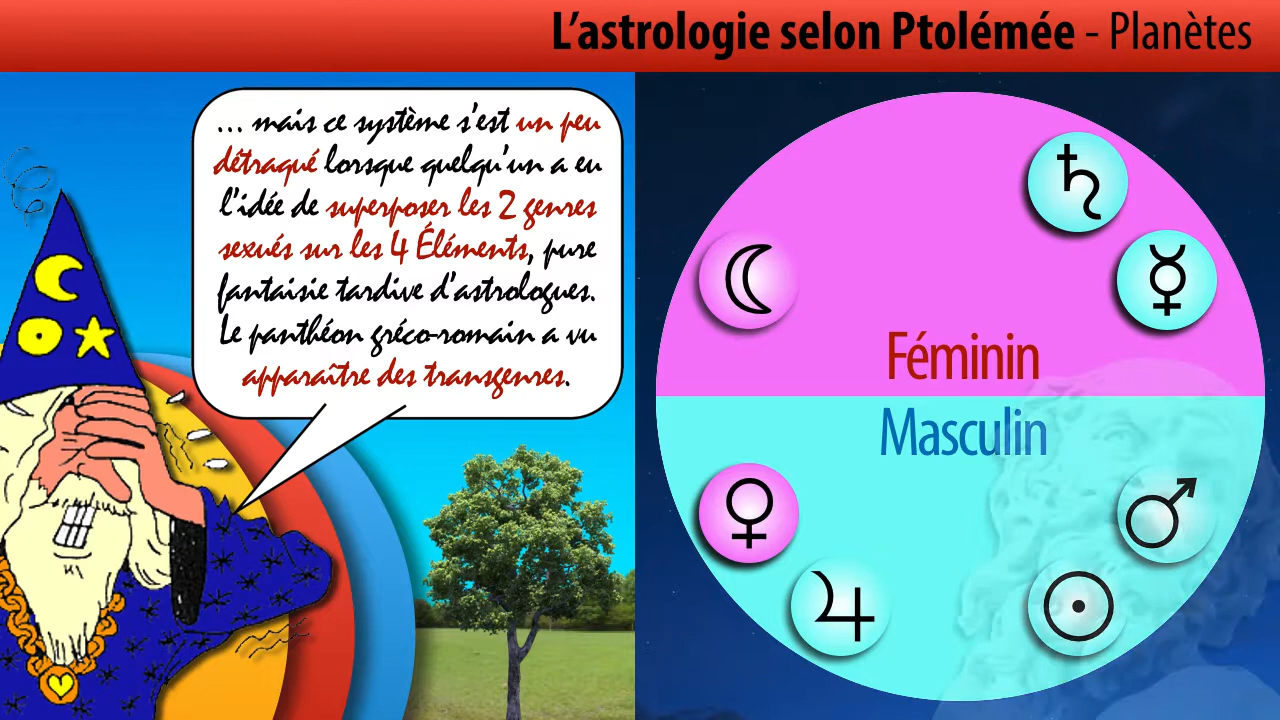 L’astrologie selon Ptolémée - Planètes
... mais ce système s’est un peu
détraqué lorsque quelqu’un a eu
l’idée de superposer les 2 genres
sexués sur les 4 Éléments, pure
fantaisie tardive d’astrologues.
Le panthéon gréco-romain a vu
apparaître des transgenres.
♄
☿
☾
Féminin
Masculin
♀
♂
♃
☉